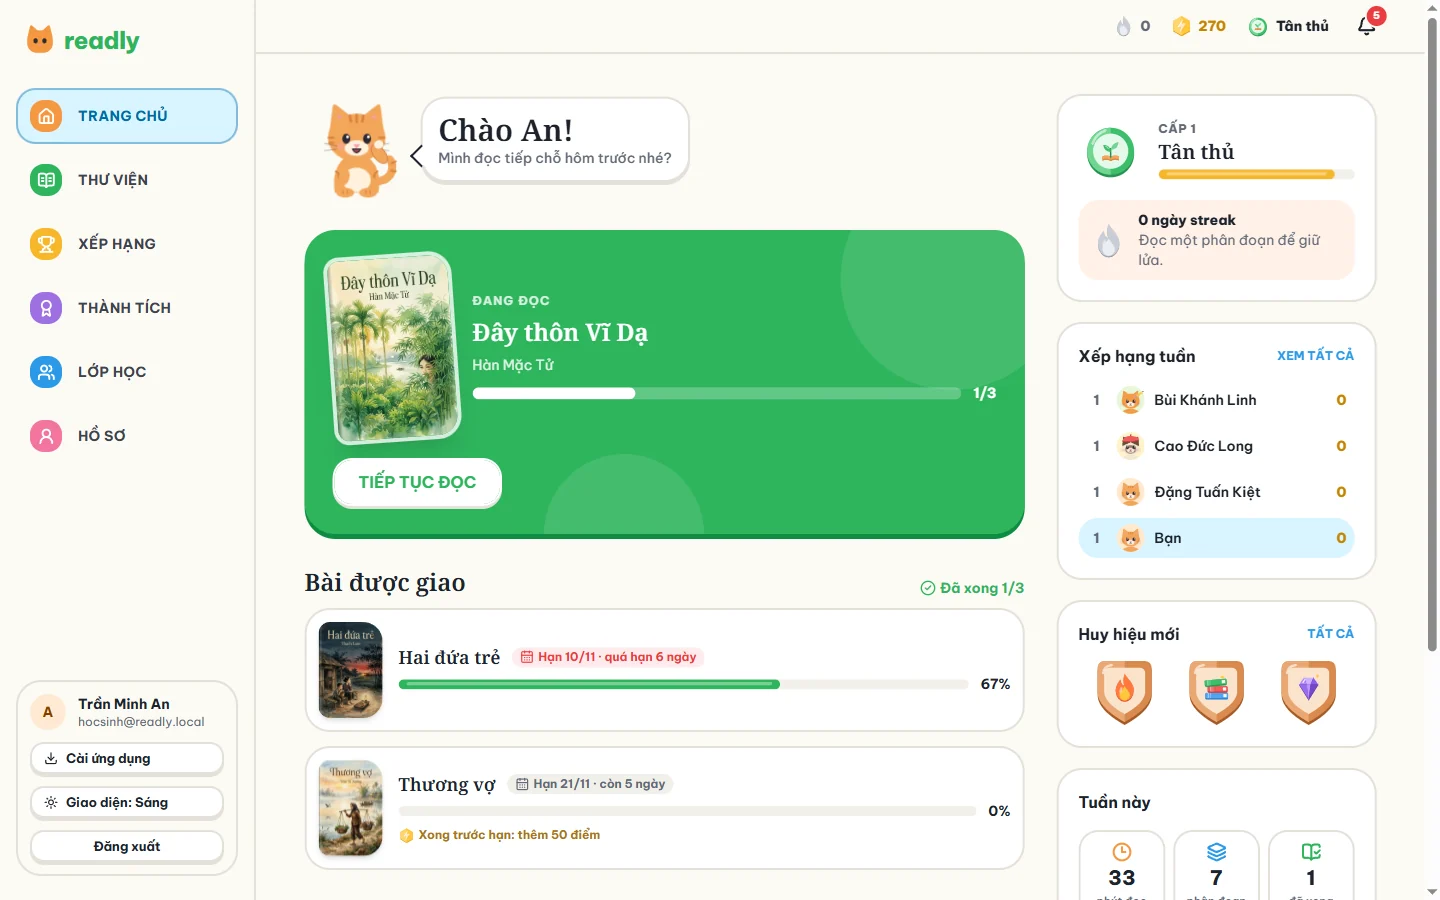 readly
TRANG CHỦ
THƯ VIỆN
XẾP HẠNG
THÀNH TÍCH
LỚP HỌC
HỒ SƠ
A
Trần Minh An
hocsinh@readly.local
Cài ứng dụng
Giao diện: Sáng
Đăng xuất
0
270
Tân thủ
5
Chào An!
Mình đọc tiếp chỗ hôm trước nhé?
Đây thôn Vĩ Dạ
Hàn Mặc Tử
ĐANG ĐỌC
Đây thôn Vĩ Dạ
Hàn Mặc Tử
1/3
TIẾP TỤC ĐỌC
Bài được giao
Đã xong 1/3
Hai đứa trẻ
Hai đứa trẻ
Hạn 10/11 · quá hạn 6 ngày
67%
Thương vợ
Thương vợ
Hạn 21/11 · còn 5 ngày
0%
Xong trước hạn: thêm 50 điểm
CẤP 1
Tân thủ
0 ngày streak
Đọc một phân đoạn để giữ
lửa.
Xếp hạng tuần
XEM TẤT CẢ
1 Bùi Khánh Linh 0
1 Cao Đức Long 0
1 Đặng Tuấn Kiệt 0
1 Bạn 0
Huy hiệu mới
TẤT CẢ
Tuần này
33
7
1